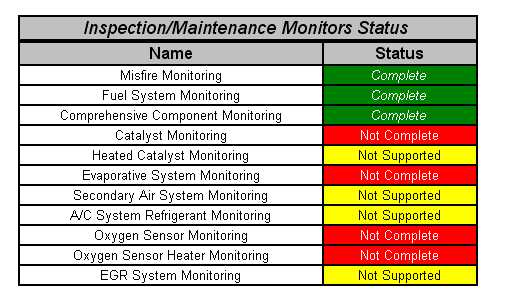 Inspection/Maintenance Monitors Status
Name Status
Misfire Monitoring Complete
Fuel System Monitoring Complete
Comprehensive Component Monitoring Complete
Catalyst Monitoring Not Complete
Heated Catalyst Monitoring Not Supported
Evaporative System Monitoring Not Complete
Secondary Air System Monitoring Not Supported
A/C System Refrigerant Monitoring Not Supported
Oxygen Sensor Monitoring Not Complete
Oxygen Sensor Heater Monitoring Not Complete
EGR System Monitoring Not Supported